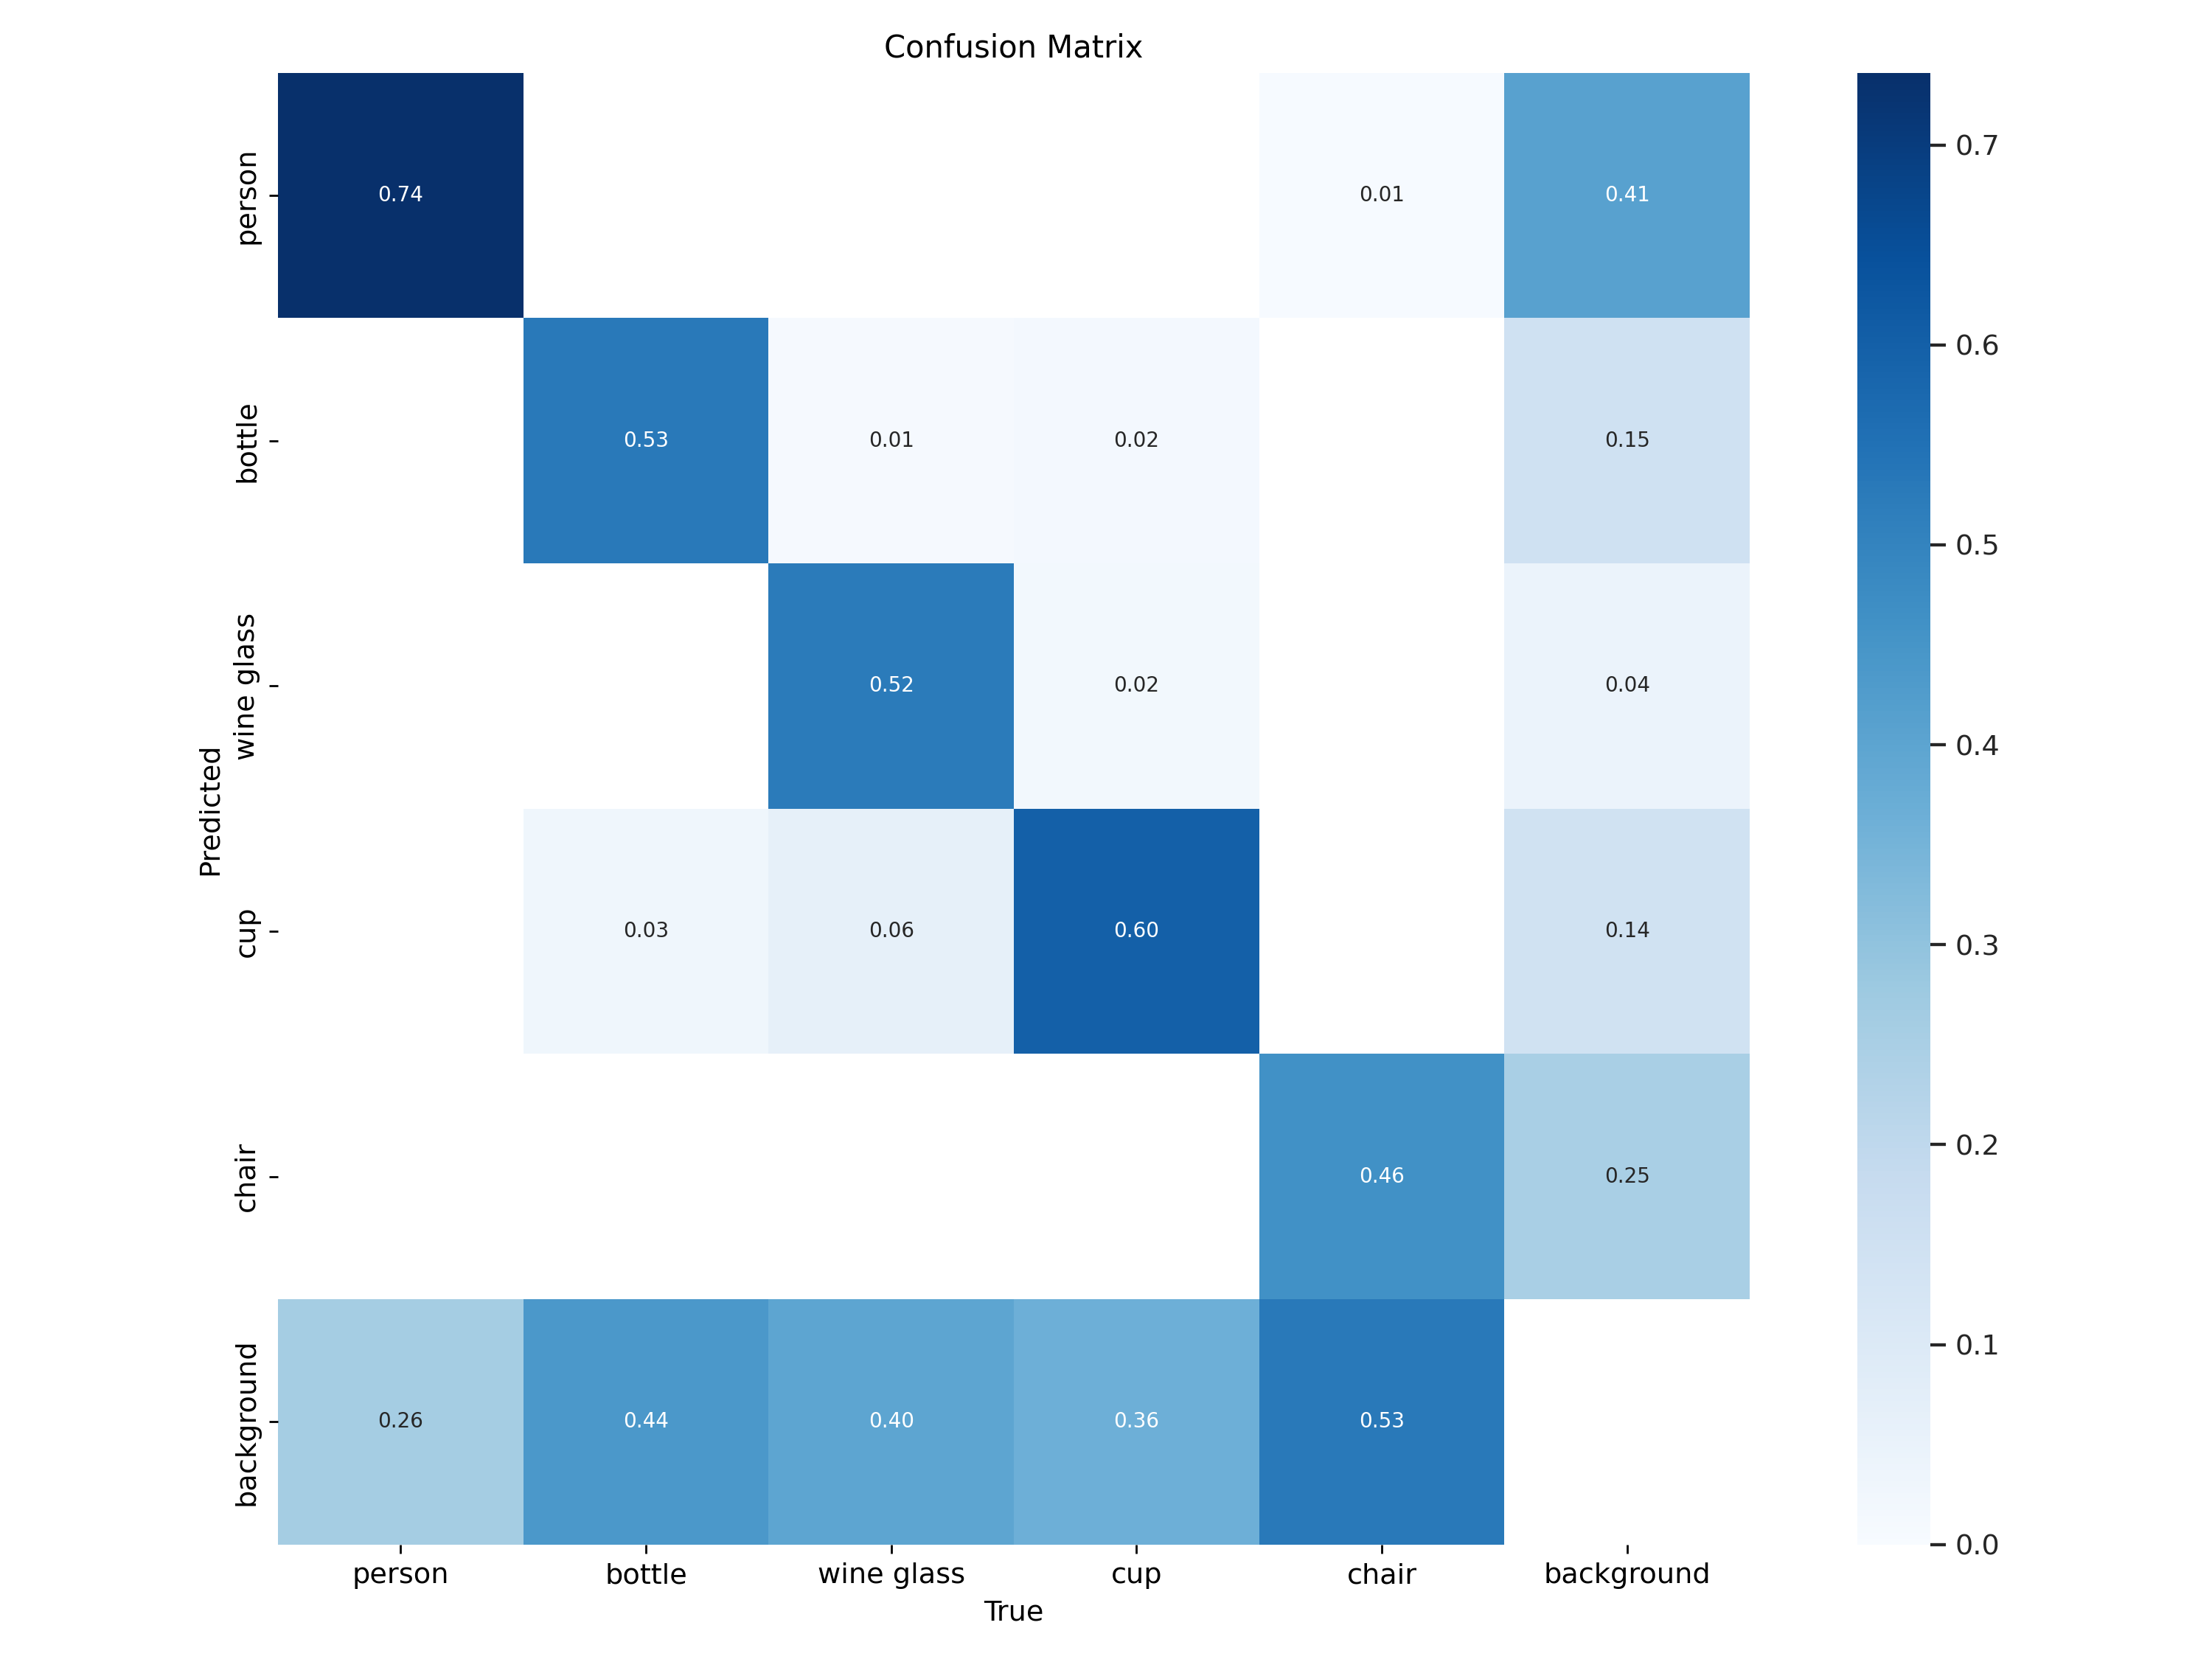 Confusion Matrix
person
0.74
0.01
0.41
bottle
0.53
0.01
0.02
0.15
wine glass
0.52
0.02
0.04
cup
0.03
0.06
0.60
0.14
chair
0.46
0.25
background
0.26
0.44
0.40
0.36
0.53
Predicted
person
bottle
wine glass
cup
chair
background
True
0.7
0.6
0.5
0.4
0.3
0.2
0.1
0.0